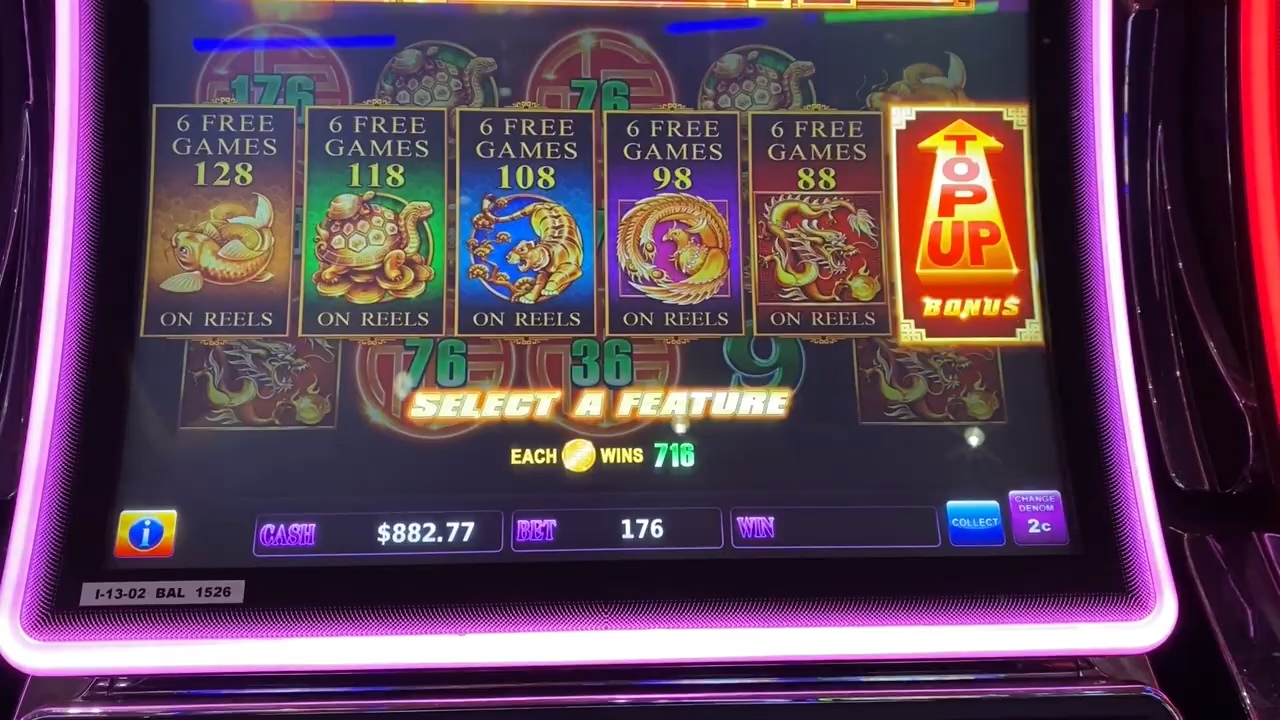 176
76
6 FREE
GAMES
128
ON REELS
6 FREE
GAMES
118
ON REELS
6 FREE
GAMES
108
ON REELS
6 FREE
GAMES
98
ON REELS
6 FREE
GAMES
88
ON REELS
TOP
UP
BONUS
76
36
9
SELECT A FEATURE
EACH WINS 716
CASH $882.77
BET 176
WIN
COLLECT
CHANGE
DENOM
2c
i
I-13-02 BAL 1526